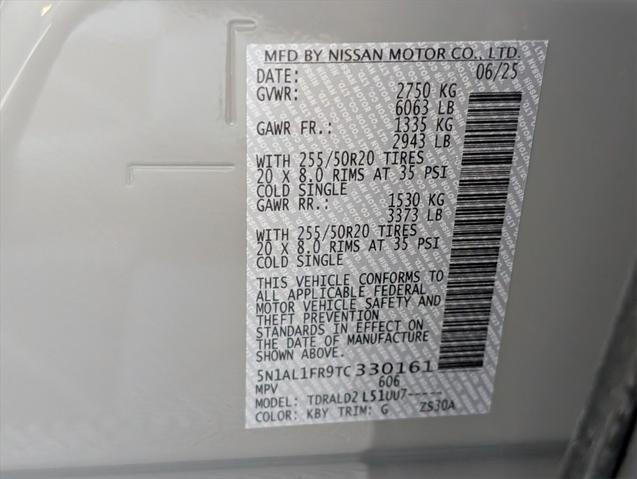 MFD BY NISSAN MOTOR CO., LTD.
DATE: 06/25
GVWR: 2750 KG
6063 LB
GAWR FR.: 1335 KG
2943 LB
WITH 255/50R20 TIRES
20 X 8.0 RIMS AT 35 PSI
COLD SINGLE
GAWR RR.: 1530 KG
3373 LB
WITH 255/50R20 TIRES
20 X 8.0 RIMS AT 35 PSI
COLD SINGLE
THIS VEHICLE CONFORMS TO
ALL APPLICABLE FEDERAL
MOTOR VEHICLE SAFETY AND
THEFT PREVENTION
STANDARDS IN EFFECT ON
THE DATE OF MANUFACTURE
SHOWN ABOVE.
5N1AL1FR9TC330161
MPV 606
MODEL: TDRALD2 L51UU7-----
COLOR: KBY TRIM: G ZS30A